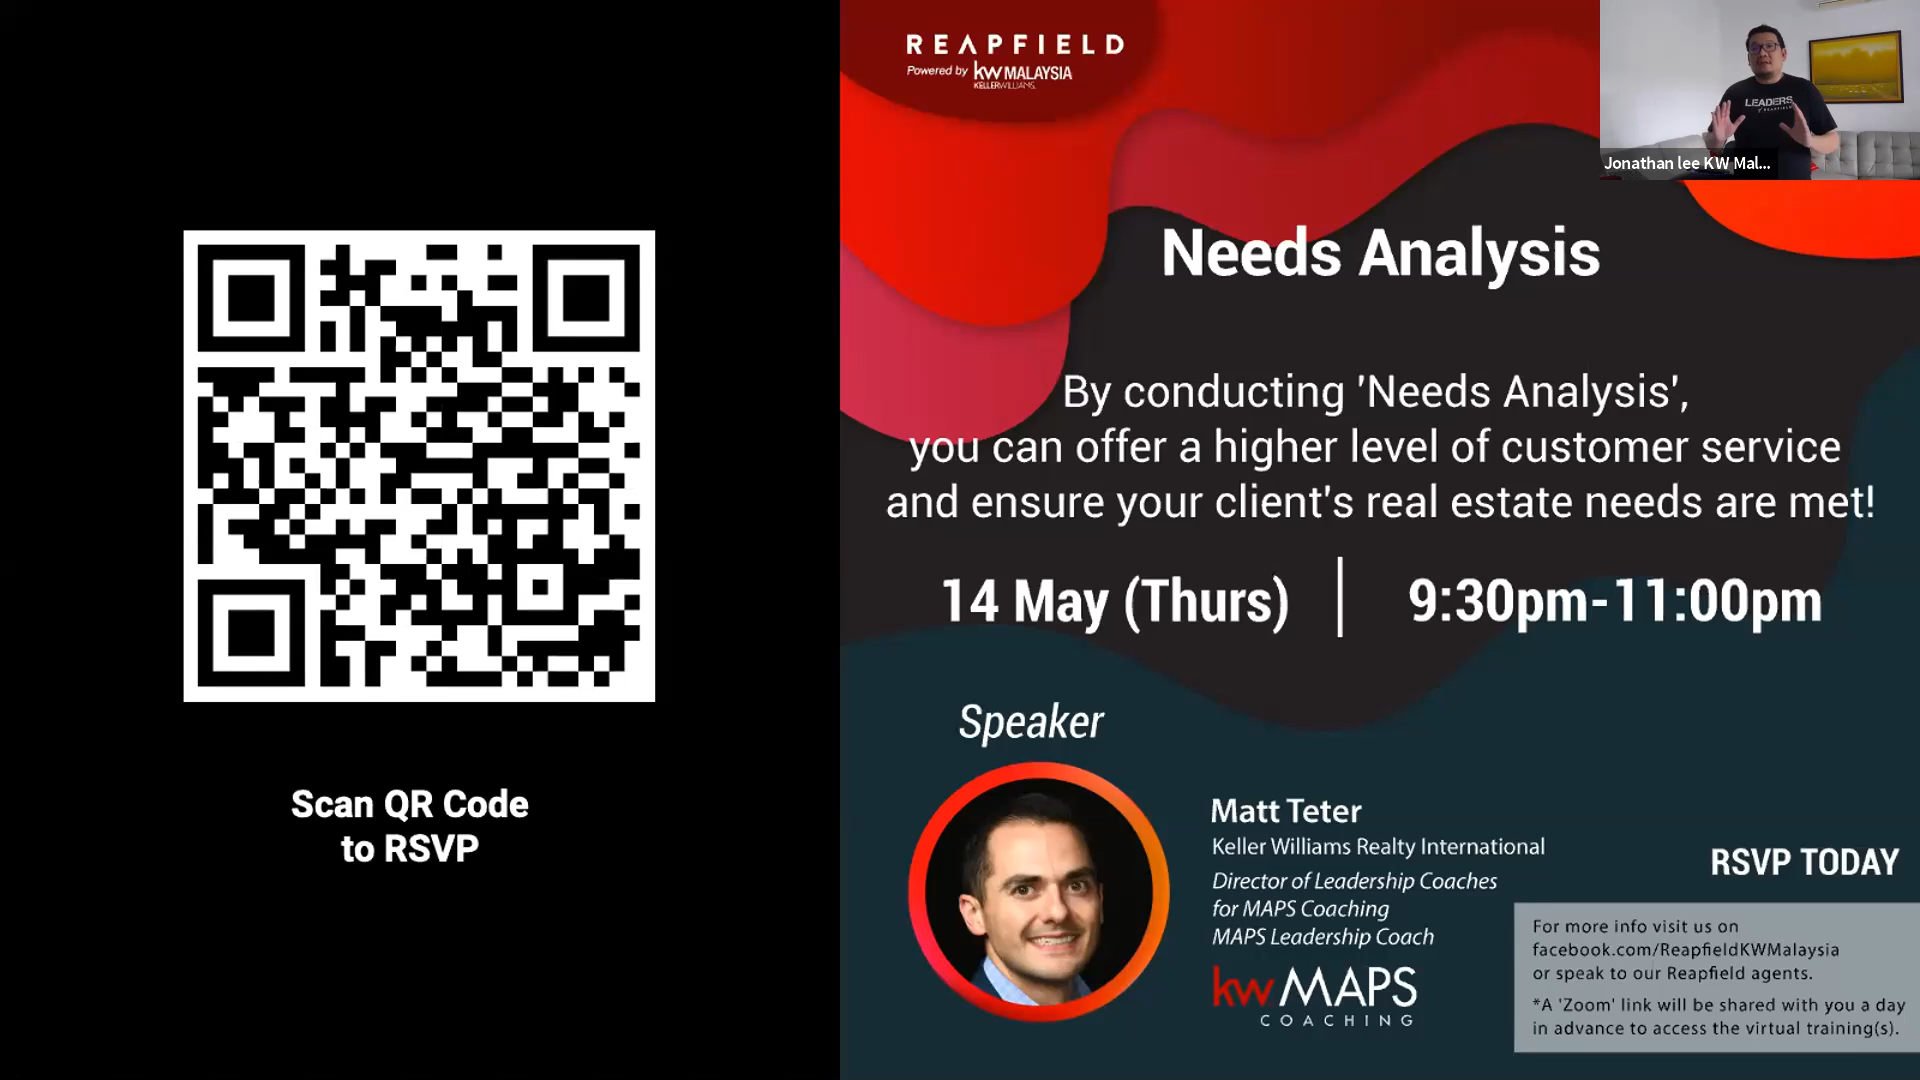 REAPFIELD
Powered by kw MALAYSIA
KELLERWILLIAMS.
LEADERS
Jonathan lee KW Mal...
Needs Analysis
By conducting 'Needs Analysis',
you can offer a higher level of customer service
and ensure your client's real estate needs are met!
14 May (Thurs) | 9:30pm-11:00pm
Scan QR Code
to RSVP
Speaker
Matt Teter
Keller Williams Realty International
Director of Leadership Coaches
for MAPS Coaching
MAPS Leadership Coach
kw MAPS
COACHING
RSVP TODAY
For more info visit us on
facebook.com/ReapfieldKWMalaysia
or speak to our Reapfield agents.
*A 'Zoom' link will be shared with you a day
in advance to access the virtual training(s).